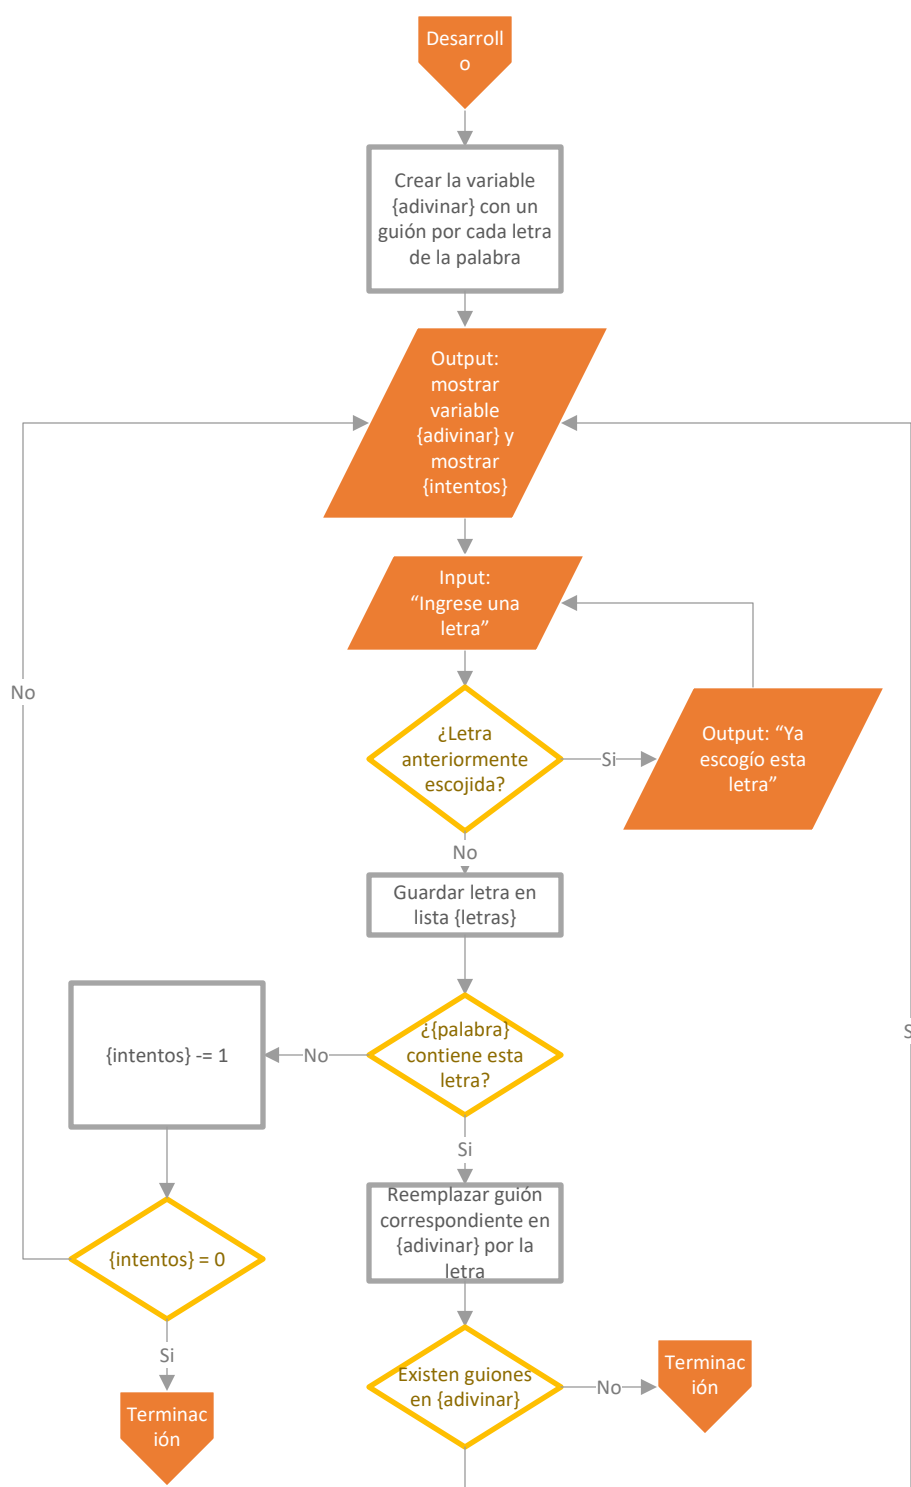 Desarroll
o
Crear la variable
{adivinar} con un
guión por cada letra
de la palabra
Output:
mostrar
variable
{adivinar} y
mostrar
{intentos}
Input:
“Ingrese una
letra”
No
¿Letra
anteriormente
escojida?
Si
Output: “Ya
escogío esta
letra”
No
Guardar letra en
lista {letras}
¿{palabra}
contiene esta
letra?
No
{intentos} -= 1
Si
Reemplazar guión
correspondiente en
{adivinar} por la
letra
{intentos} = 0
Si
Terminac
ión
Existen guiones
en {adivinar}
No
Terminac
ión